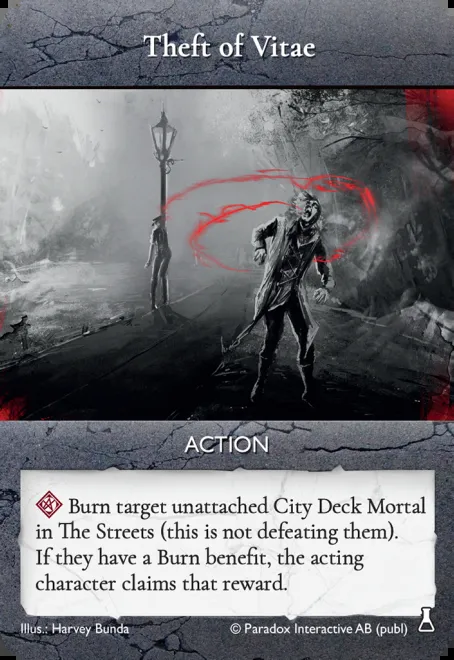 Theft of Vitae
ACTION
Burn target unattached City Deck Mortal
in The Streets (this is not defeating them).
If they have a Burn benefit, the acting
character claims that reward.
Illus.: Harvey Bunda © Paradox Interactive AB (publ)